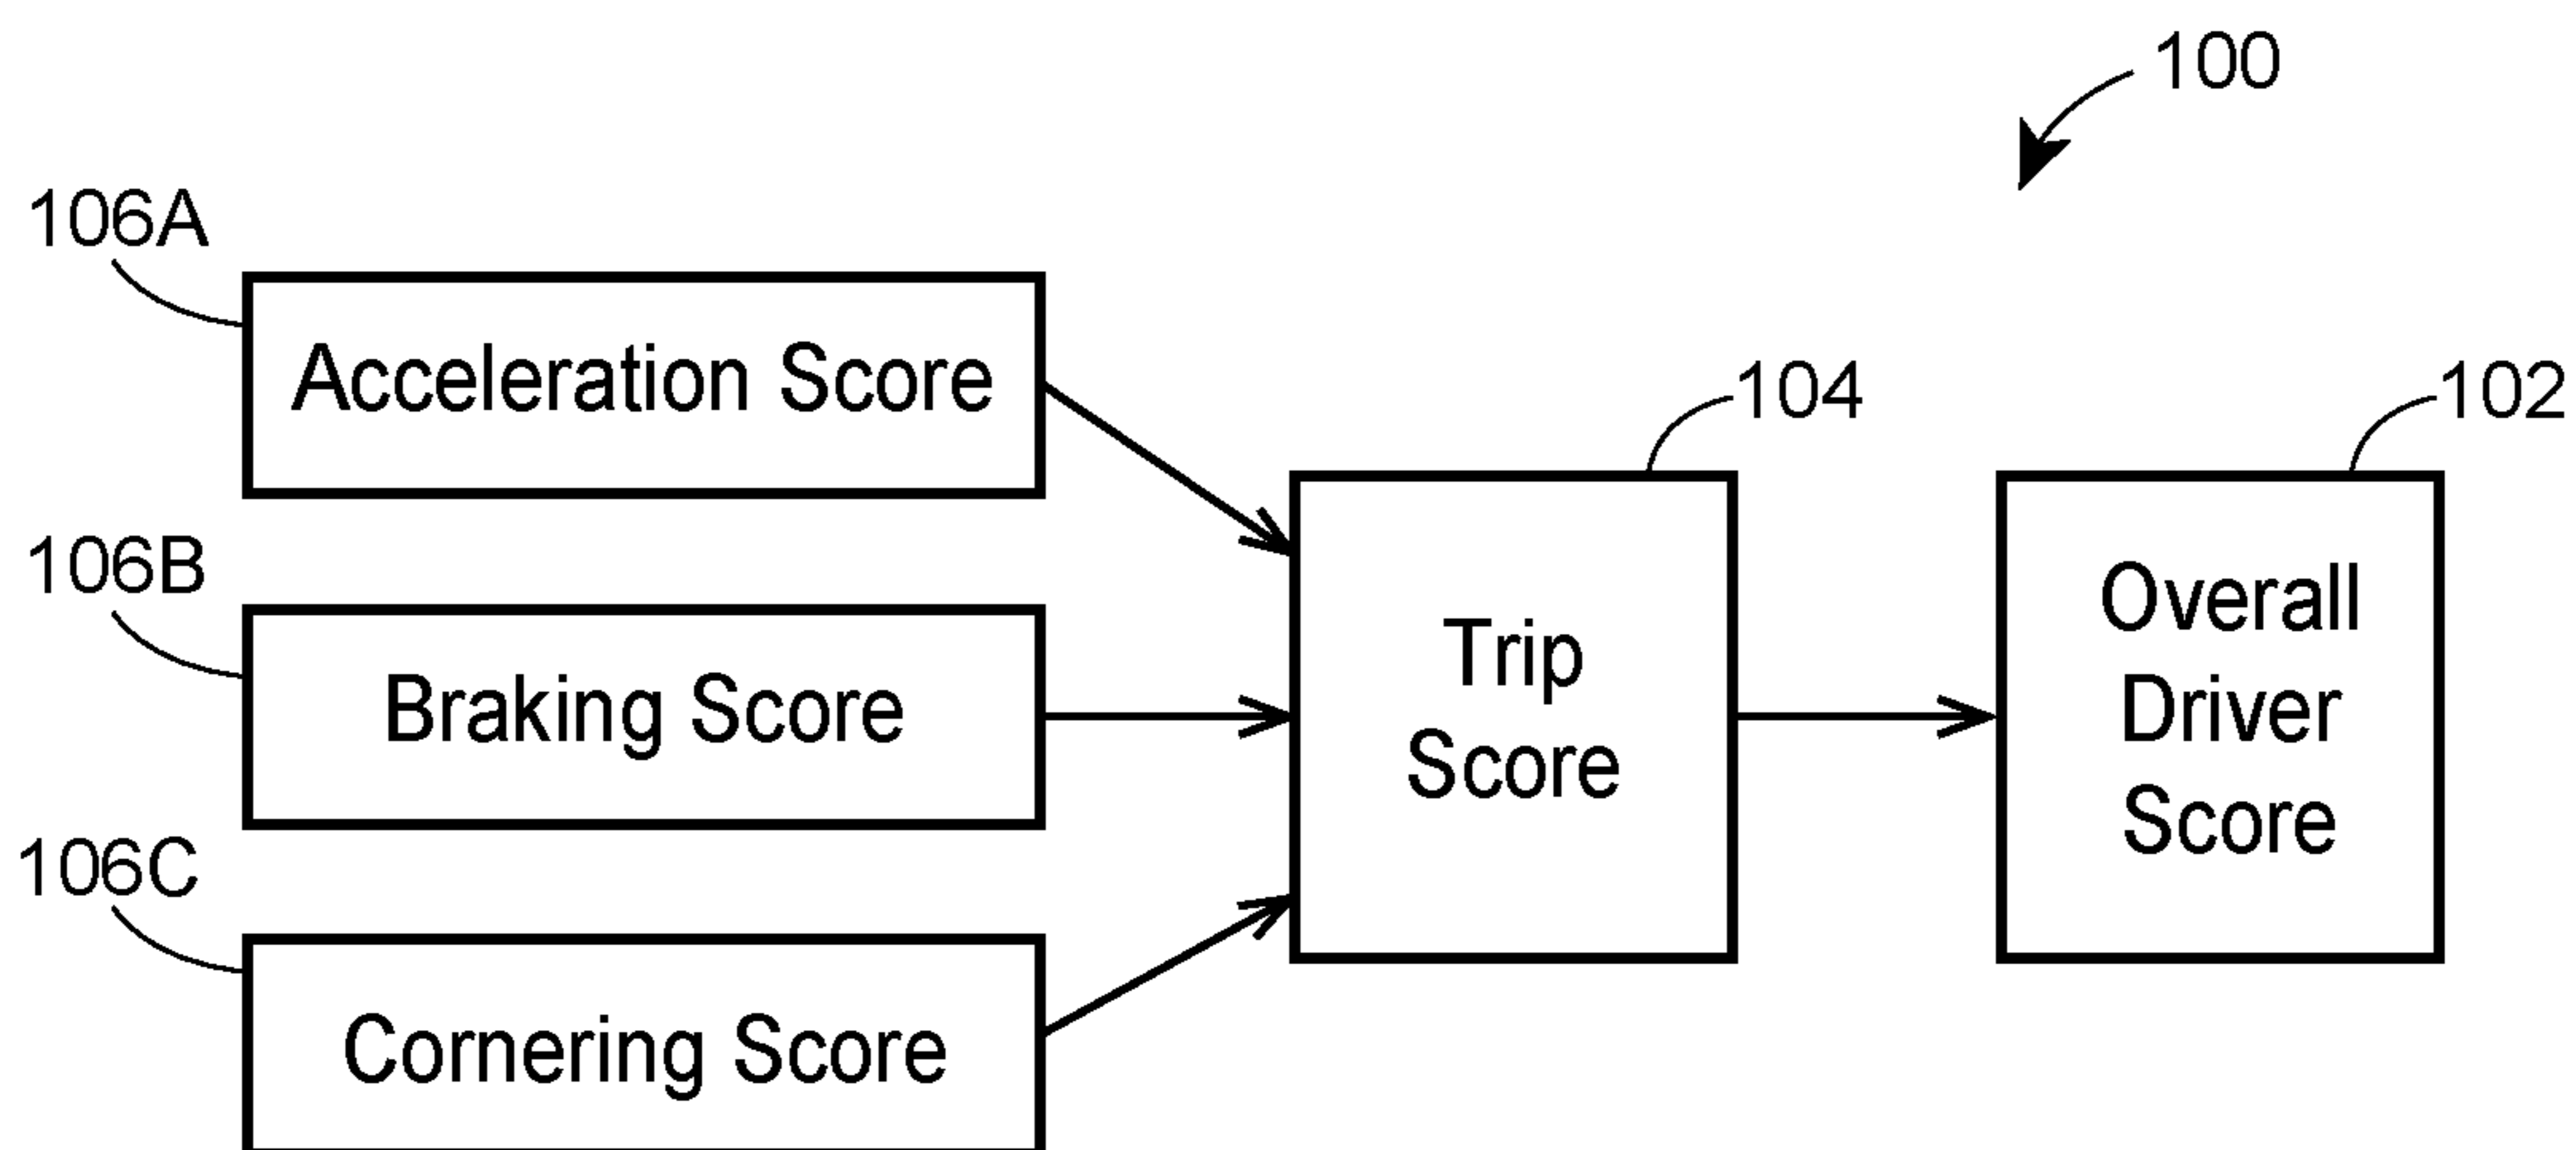 100
106A
Acceleration Score
104
102
106B
Braking Score
Trip
Score
Overall
Driver
Score
106C
Cornering Score